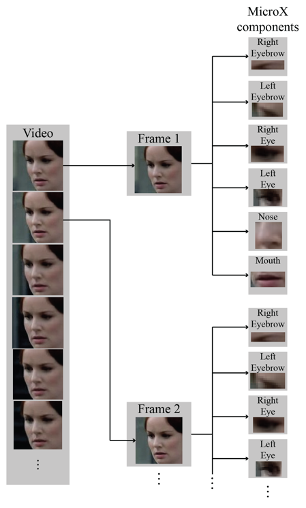 MicroX
components
Right
Eyebrow
Left
Eyebrow
Video
Frame 1
Right
Eye
Left
Eye
Nose
Mouth
Right
Eyebrow
Left
Eyebrow
Frame 2
Right
Eye
Left
Eye